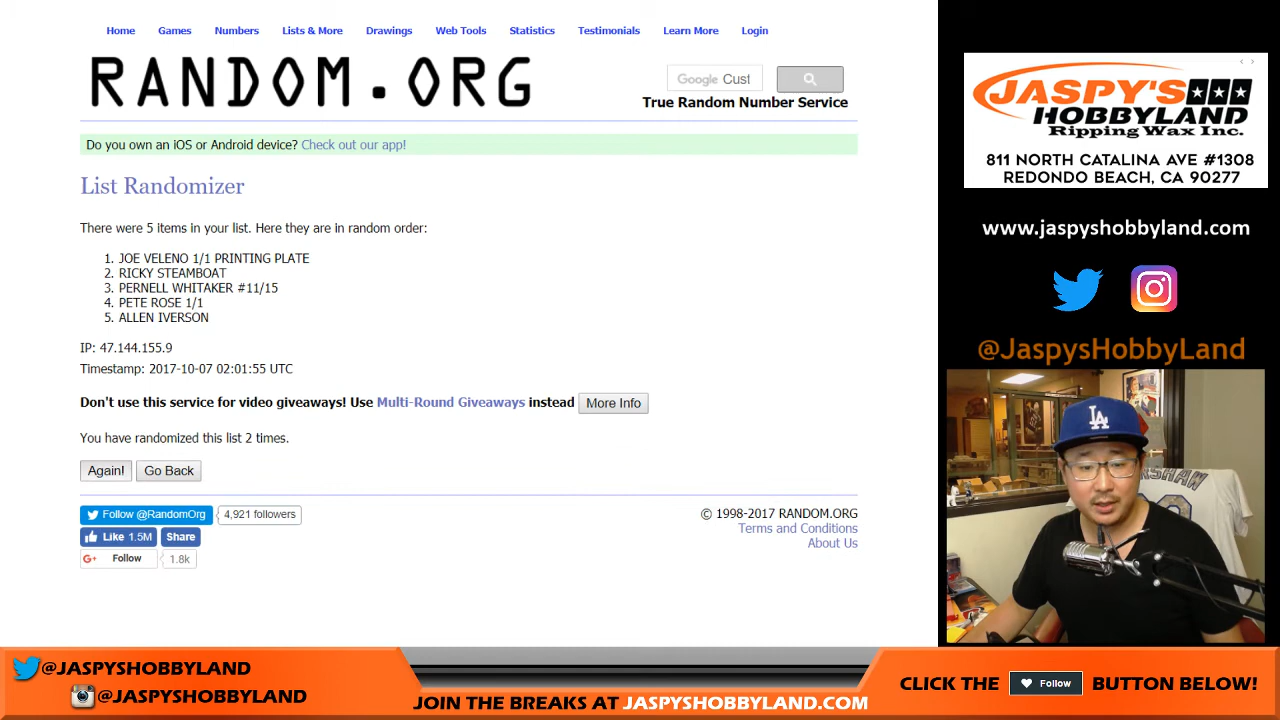 Home Games Numbers Lists & More Drawings Web Tools Statistics Testimonials Learn More Login
RANDOM.ORG
Google Cust
True Random Number Service
Do you own an iOS or Android device? Check out our app!
List Randomizer
There were 5 items in your list. Here they are in random order:
1. JOE VELENO 1/1 PRINTING PLATE
2. RICKY STEAMBOAT
3. PERNELL WHITAKER #11/15
4. PETE ROSE 1/1
5. ALLEN IVERSON
IP: 47.144.155.9
Timestamp: 2017-10-07 02:01:55 UTC
Don't use this service for video giveaways! Use Multi-Round Giveaways instead More Info
You have randomized this list 2 times.
Again! Go Back
Follow @RandomOrg 4,921 followers
Like 1.5M Share
G+ Follow 1.8k
© 1998-2017 RANDOM.ORG
Terms and Conditions
About Us
JASPY'S
HOBBYLAND
Ripping Wax Inc.
811 NORTH CATALINA AVE #1308
REDONDO BEACH, CA 90277
www.jaspyshobbyland.com
@JaspysHobbyLand
LA
@JASPYSHOBBYLAND
@JASPYSHOBBYLAND
JOIN THE BREAKS AT JASPYSHOBBYLAND.COM
CLICK THE Follow BUTTON BELOW!